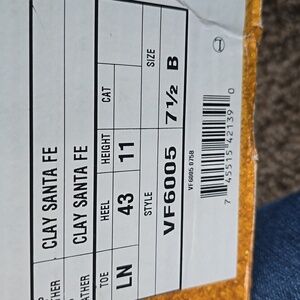 CLAY SANTA FE
CLAY SANTA FE
TOE HEEL HEIGHT CAT
LN 43 11
STYLE SIZE
VF6005 7½ B
VF6005 075B
7 45515 42139 0